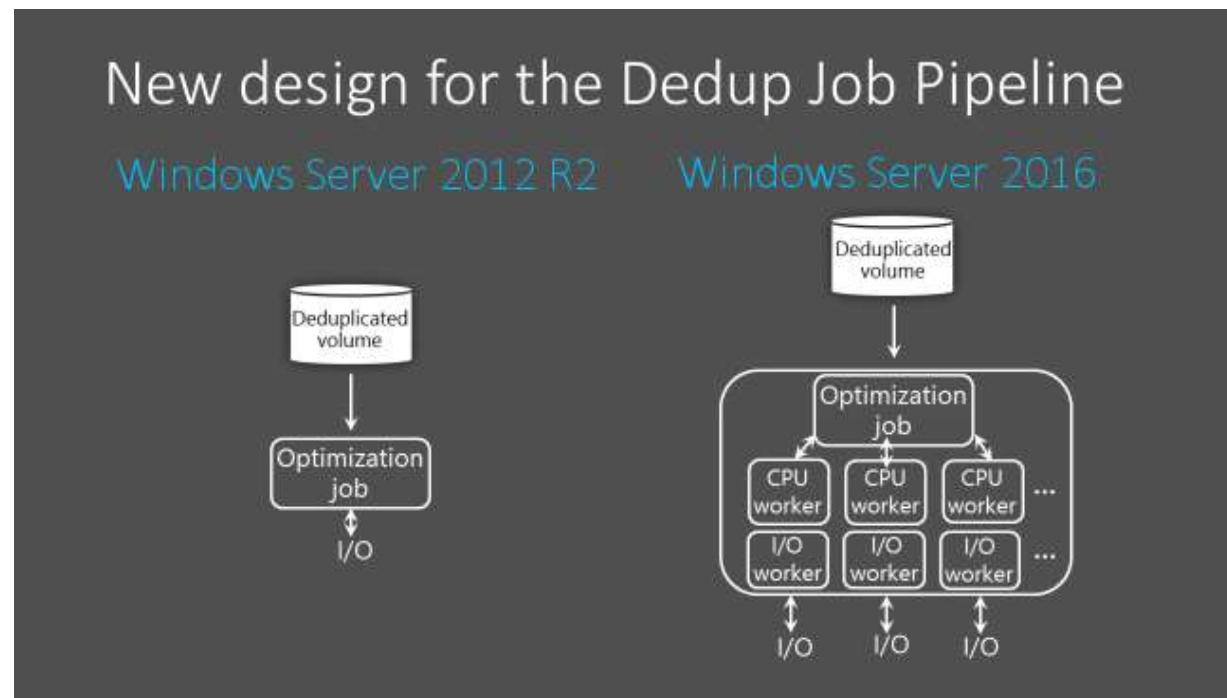 New design for the Dedup Job Pipeline
Windows Server 2012 R2
Deduplicated
volume
Optimization
job
I/O
Windows Server 2016
Deduplicated
volume
Optimization
job
CPU
worker
CPU
worker
CPU
worker
...
I/O
worker
I/O
worker
I/O
worker
...
I/O
I/O
I/O